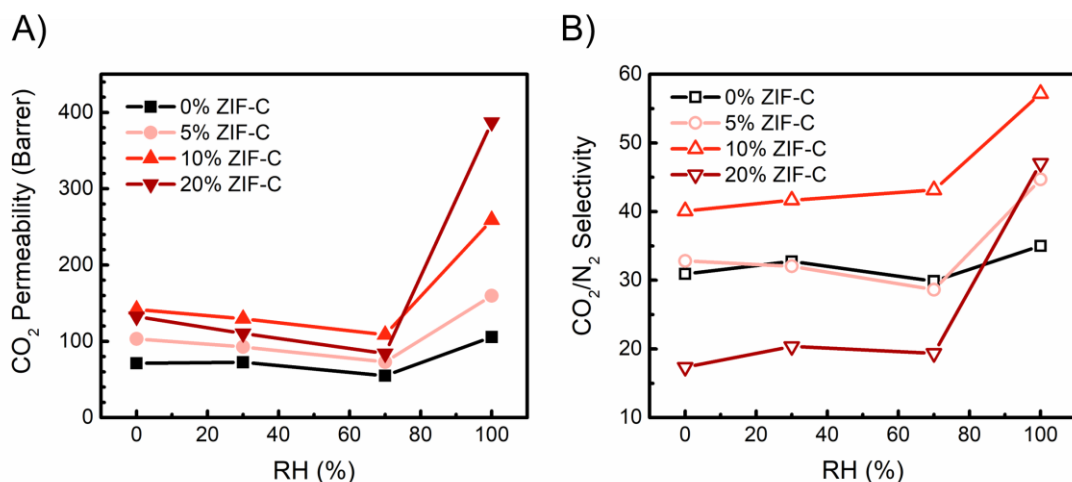 A)
CO₂ Permeability (Barrer)
400
300
200
100
0
0% ZIF-C
5% ZIF-C
10% ZIF-C
20% ZIF-C
0 20 40 60 80 100
RH (%)
B)
CO₂/N₂ Selectivity
60
50
40
30
20
10
0% ZIF-C
5% ZIF-C
10% ZIF-C
20% ZIF-C
0 20 40 60 80 100
RH (%)